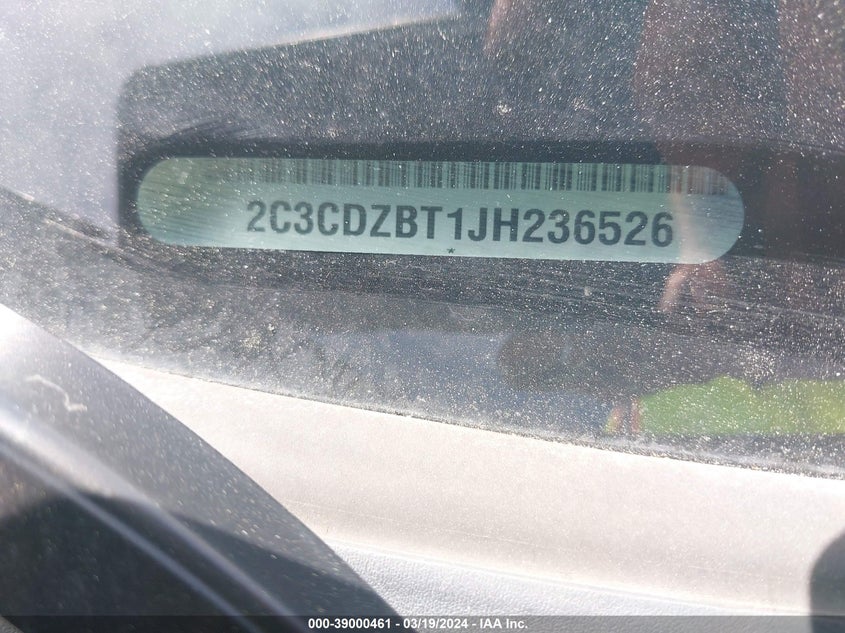 2C3CDZBT1JH236526
000-39000461 - 03/19/2024 - IAA Inc.